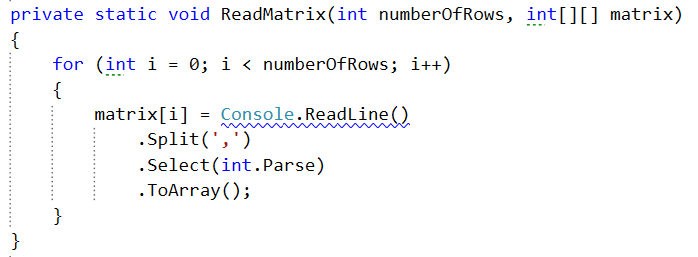 private static void ReadMatrix(int numberOfRows, int[][] matrix)
{
    for (int i = 0; i < numberOfRows; i++)
    {
        matrix[i] = Console.ReadLine()
            .Split(',')
            .Select(int.Parse)
            .ToArray();
    }
}